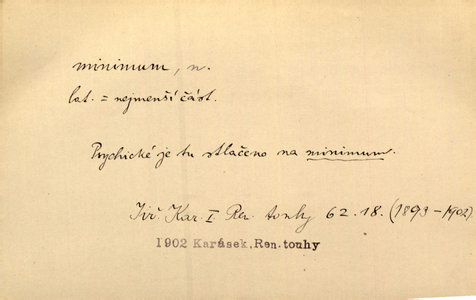 minimum, n.
lat. = nejmenší část.
Psychické je tu stlačeno na minimum.
Jiř. Kar. I Ren. touhy 62.18. (1893-1902)
1902 Karásek, Ren. touhy